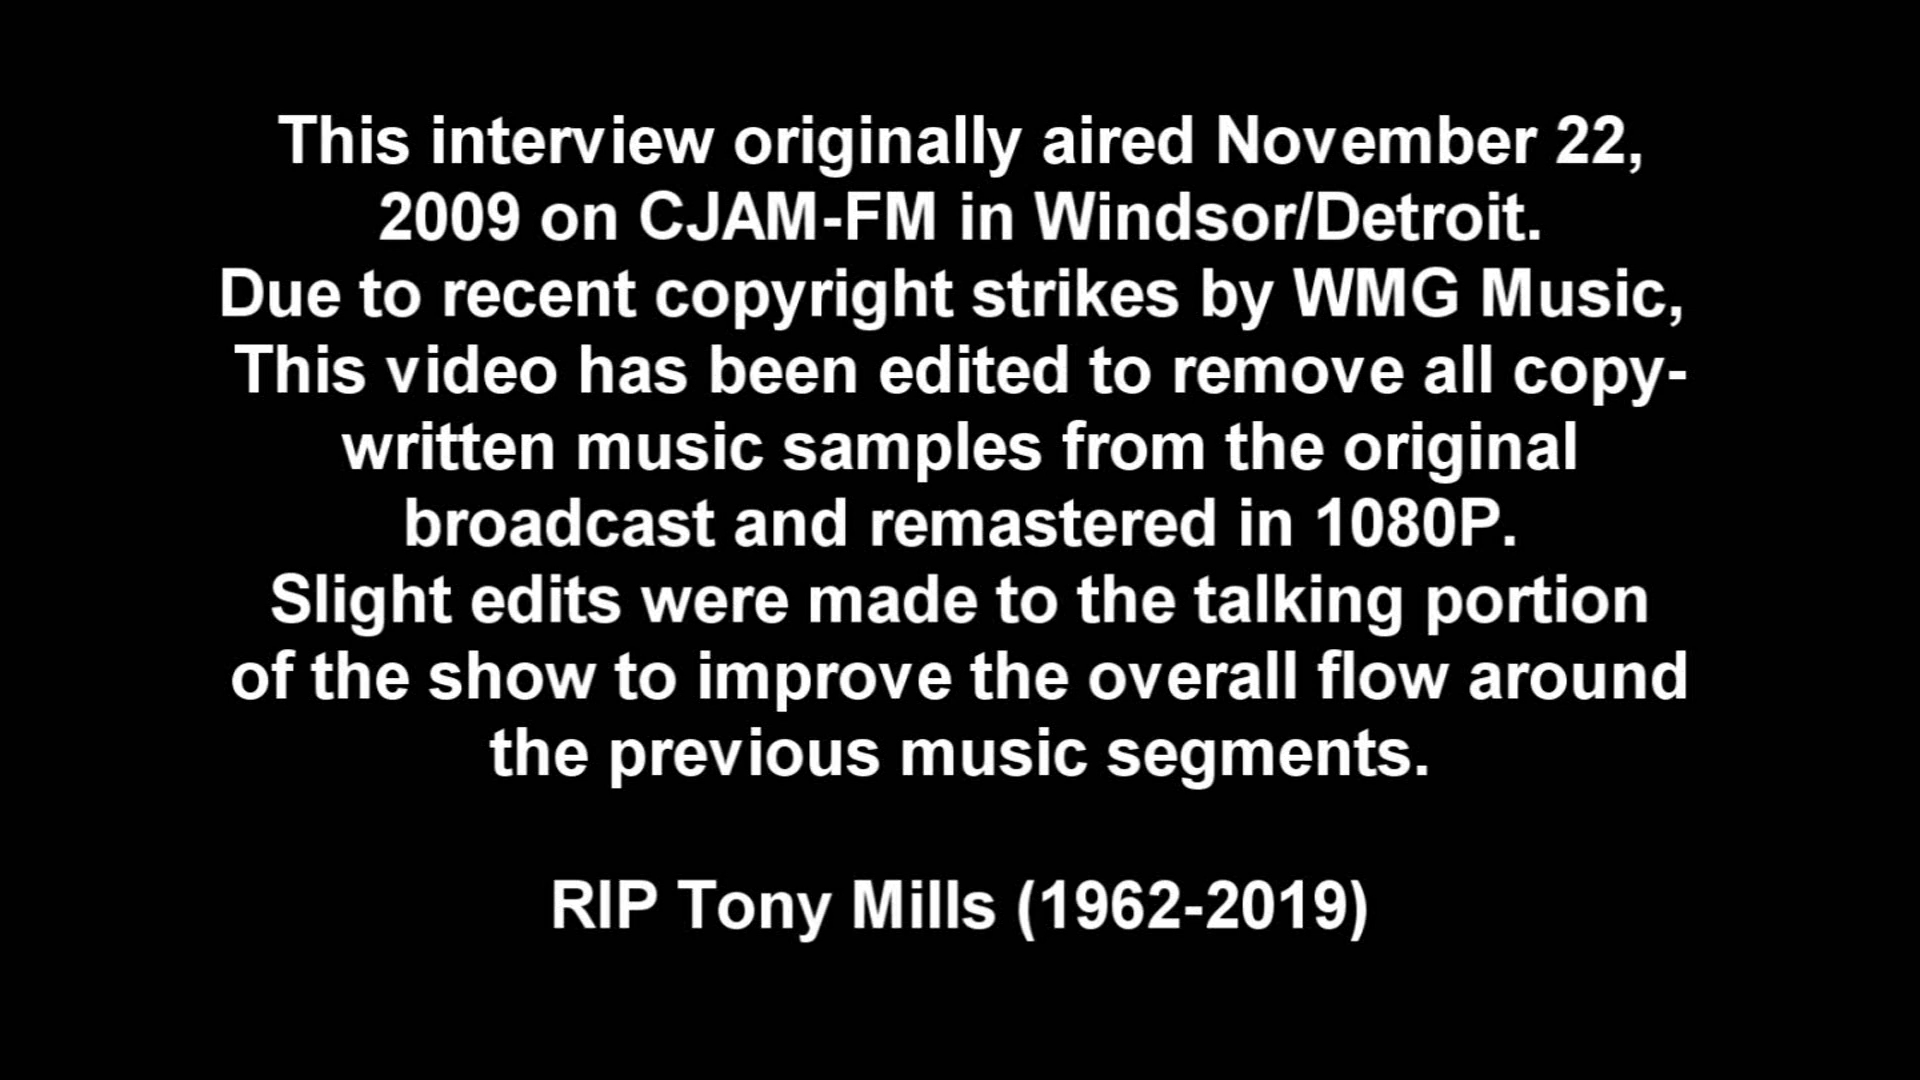 This interview originally aired November 22,
2009 on CJAM-FM in Windsor/Detroit.
Due to recent copyright strikes by WMG Music,
This video has been edited to remove all copy-
written music samples from the original
broadcast and remastered in 1080P.
Slight edits were made to the talking portion
of the show to improve the overall flow around
the previous music segments.
RIP Tony Mills (1962-2019)